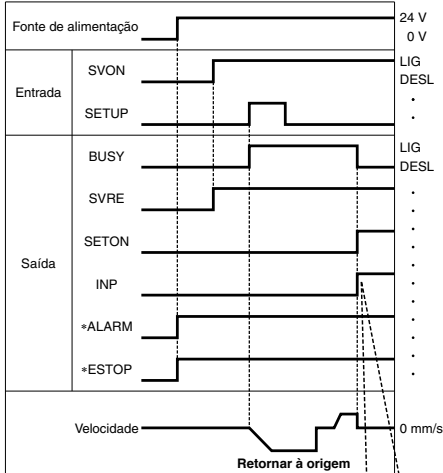 Fonte de alimentação
24 V
0 V
Entrada
SVON
LIG
DESL
SETUP
Saída
BUSY
LIG
DESL
SVRE
SETON
INP
*ALARM
*ESTOP
Velocidade
0 mm/s
Retornar à origem